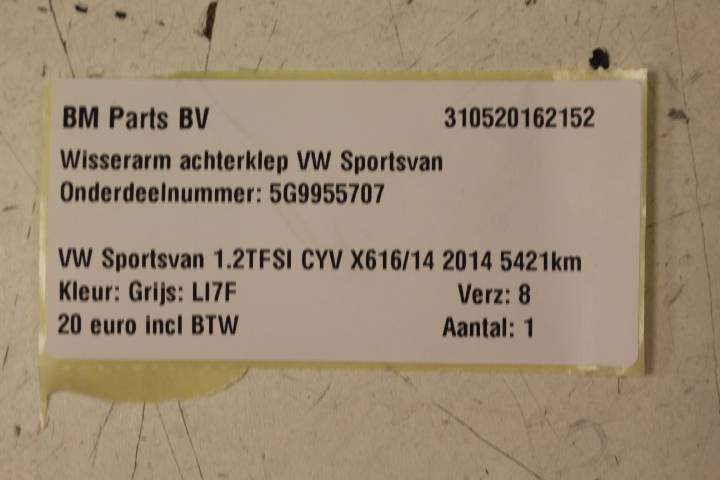 BM Parts BV 310520162152
Wisserarm achterklep VW Sportsvan
Onderdeelnummer: 5G9955707
VW Sportsvan 1.2TFSI CYV X616/14 2014 5421km
Kleur: Grijs: LI7F Verz: 8
20 euro incl BTW Aantal: 1